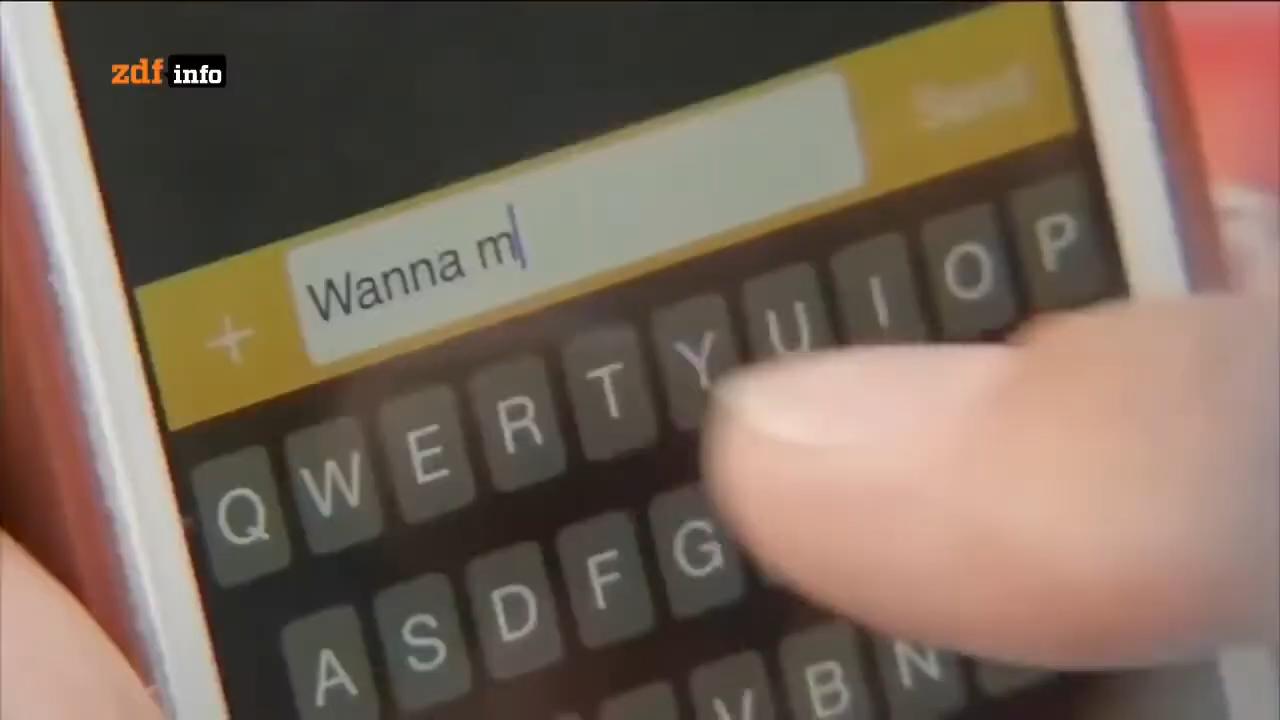 zdf info
Send
Wanna m
+
Q W E R T Y U I O P
A S D F G
V B N